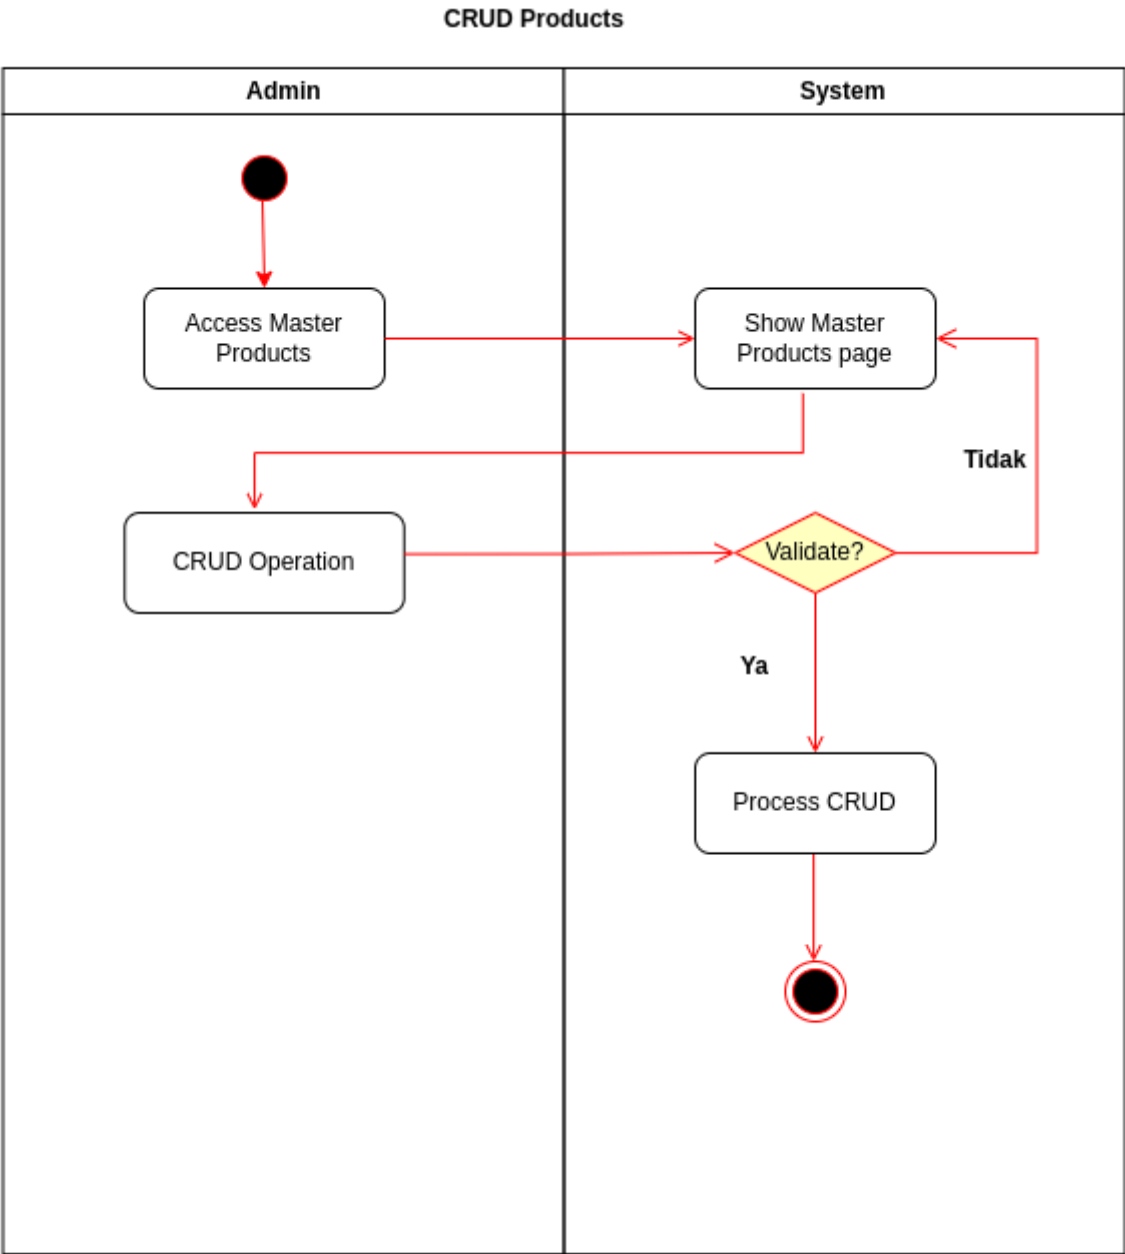 CRUD Products
Admin
System
Access Master
Products
Show Master
Products page
Tidak
CRUD Operation
Validate?
Ya
Process CRUD